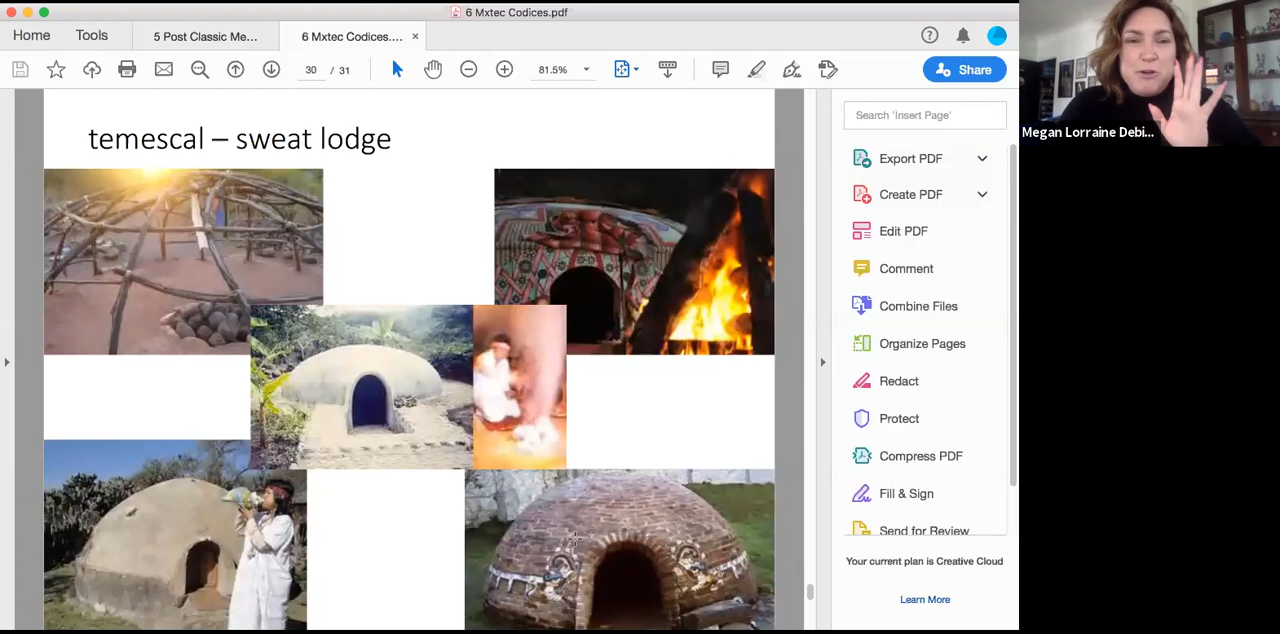 6 Mxtec Codices.pdf
Home
Tools
5 Post Classic Me...
6 Mxtec Codices....
30 / 31
81.5%
Share
temescal – sweat lodge
Megan Lorraine Debi...
Search 'Insert Page'
Export PDF
Create PDF
Edit PDF
Comment
Combine Files
Organize Pages
Redact
Protect
Compress PDF
Fill & Sign
Send for Review
Your current plan is Creative Cloud
Learn More